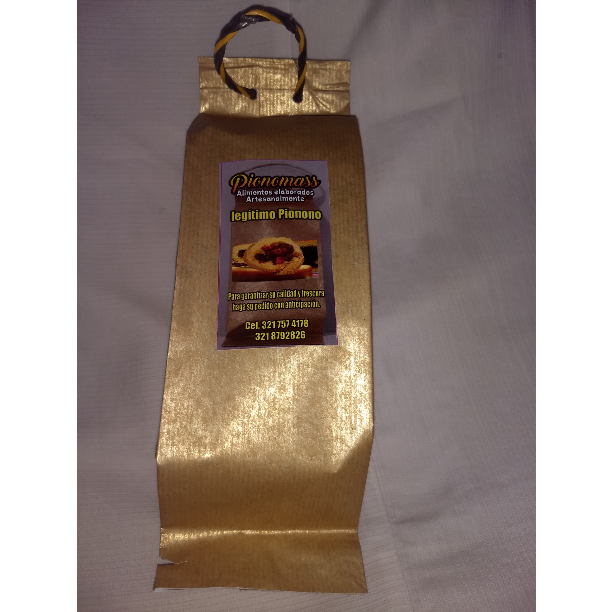 Pionomass
Alimentos elaborados
Artesanalmente
legitimo Pionono
Para garantizar su calidad y frescura
haga su pedido con anticipacion.
Cel. 321 757 4178
321 8792826